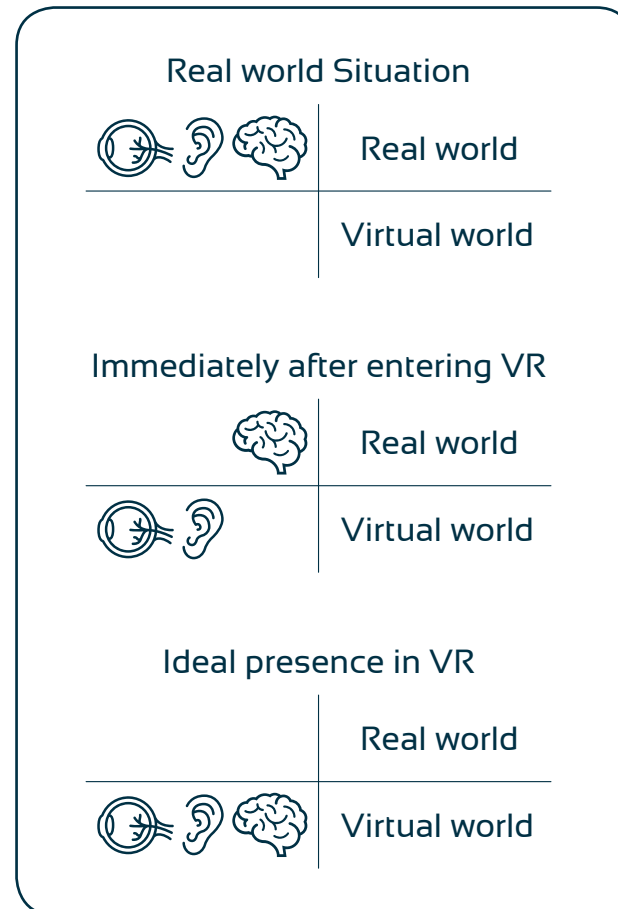 Real world Situation
Real world
Virtual world
Immediately after entering VR
Real world
Virtual world
Ideal presence in VR
Real world
Virtual world